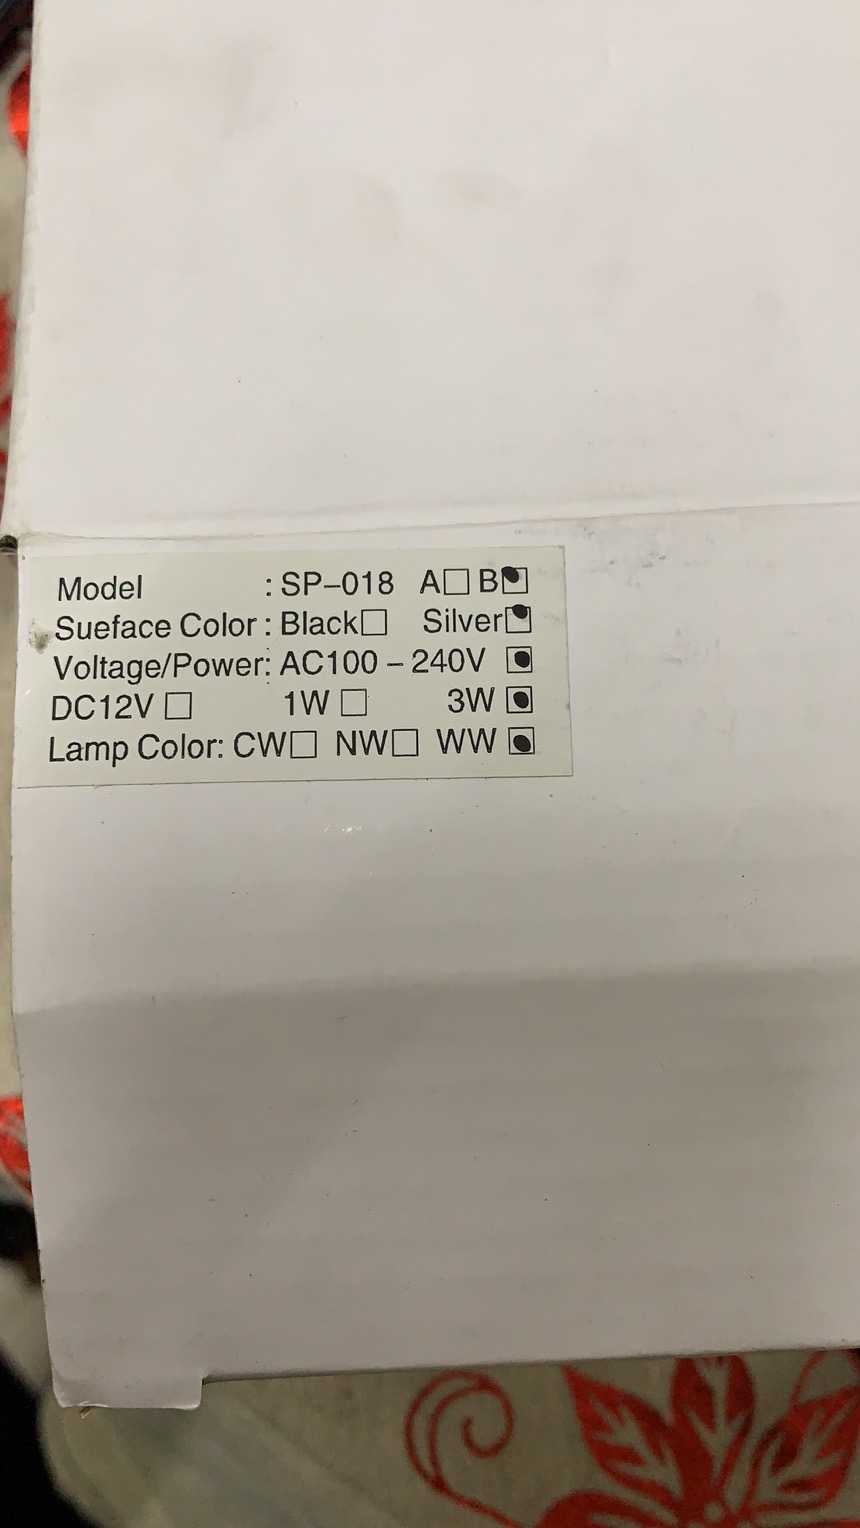 Model : SP-018 A☐ B☑
Sueface Color : Black☐ Silver☑
Voltage/Power: AC100 – 240V ☑
DC12V ☐ 1W ☐ 3W ☑
Lamp Color: CW☐ NW☐ WW ☑